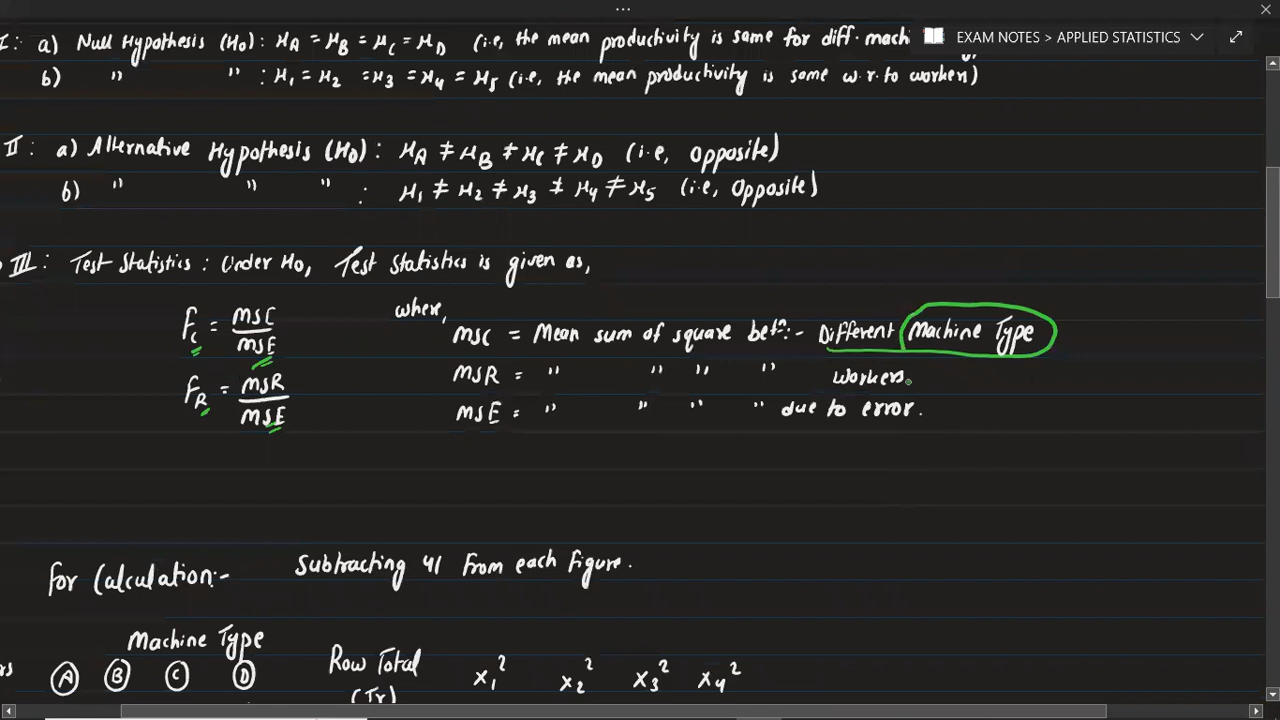 ...
EXAM NOTES > APPLIED STATISTICS
I: a) Null Hypothesis (H0): μA = μB = μC = μD (i.e, the mean productivity is same for diff. mach
b) " " : μ1 = μ2 = μ3 = μ4 = μ5 (i.e, the mean productivity is same w.r.to worker)
II: a) Alternative Hypothesis (H0): μA ≠ μB ≠ μC ≠ μD (i.e, opposite)
b) " " " : μ1 ≠ μ2 ≠ μ3 ≠ μ4 ≠ μ5 (i.e, opposite)
III: Test Statistics: Under H0, Test Statistics is given as,
FC = MSC/MSE where,
MSC = Mean sum of square betn:- Different Machine Type
FR = MSR/MSE MSR = " " " " workers.
MSE = " " " " due to error.
For Calculation:- Subtracting 41 from each figure.
Machine Type
rs A B C D Row Total x1² x2² x3² x4²
(Tr)